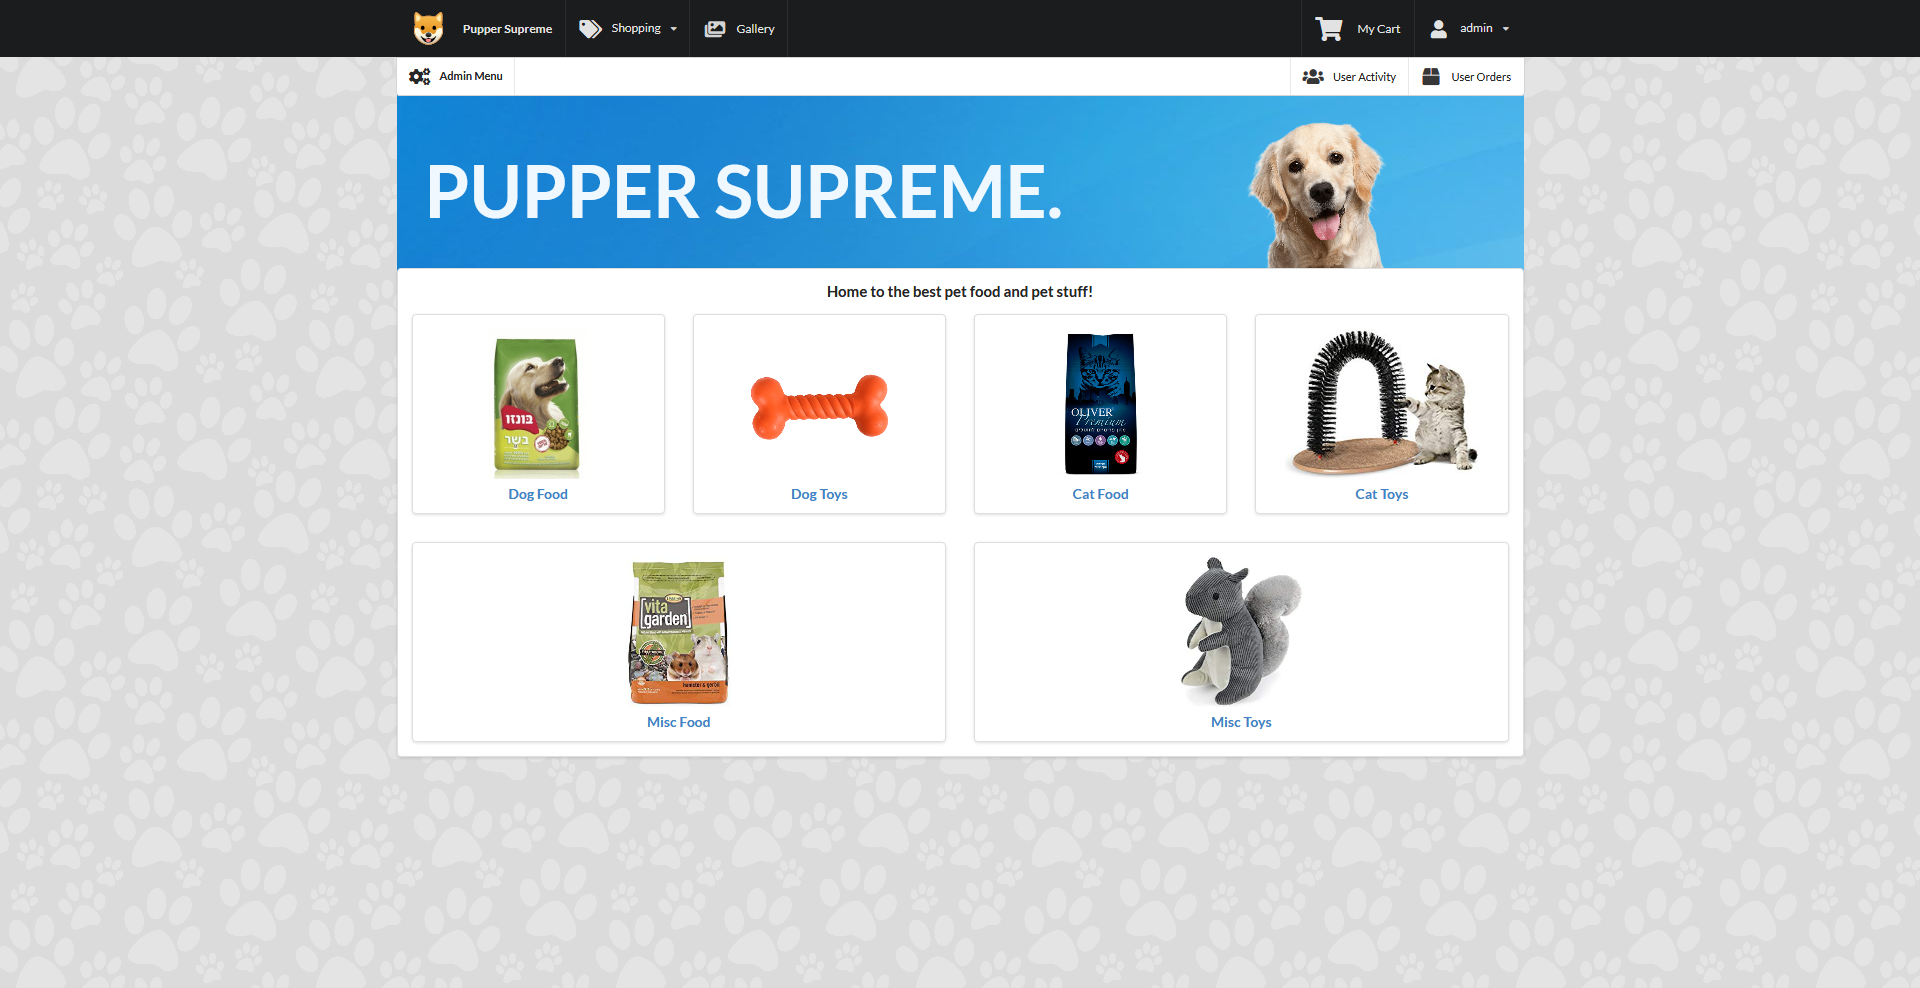 Pupper Supreme
Shopping
Gallery
My Cart
admin
Admin Menu
User Activity
User Orders
PUPPER SUPREME.
Home to the best pet food and pet stuff!
בונזו
בשר
Dog Food
Dog Toys
OLIVER
Premium
Cat Food
Cat Toys
vita
garden
hamster & gerbil
Misc Food
Misc Toys